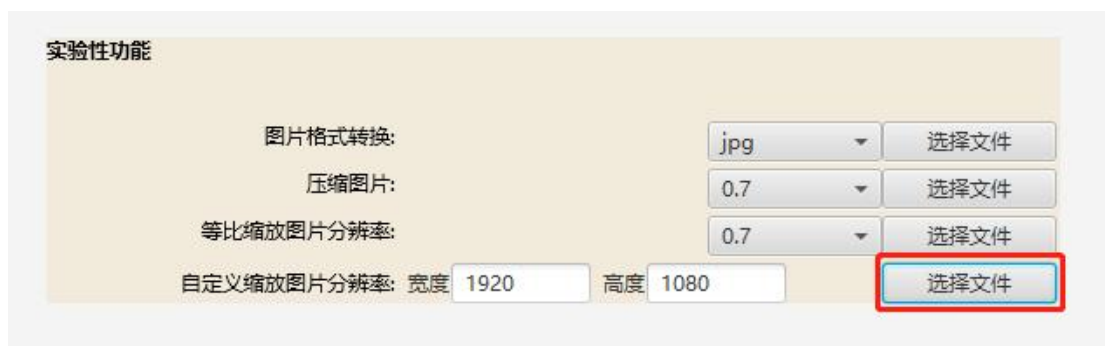 实验性功能
图片格式转换: jpg 选择文件
压缩图片: 0.7 选择文件
等比缩放图片分辨率: 0.7 选择文件
自定义缩放图片分辨率: 宽度 1920 高度 1080 选择文件